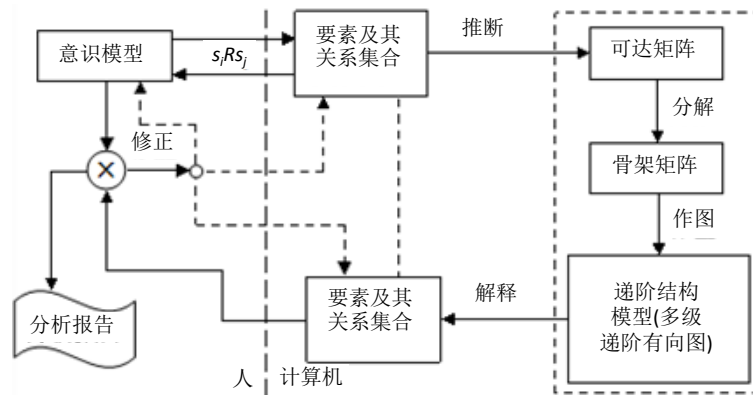 意识模型
sᵢRsⱼ
要素及其
关系集合
推断
可达矩阵
分解
修正
骨架矩阵
作图
分析报告
要素及其
关系集合
解释
递阶结构
模型(多级
递阶有向图)
人
计算机